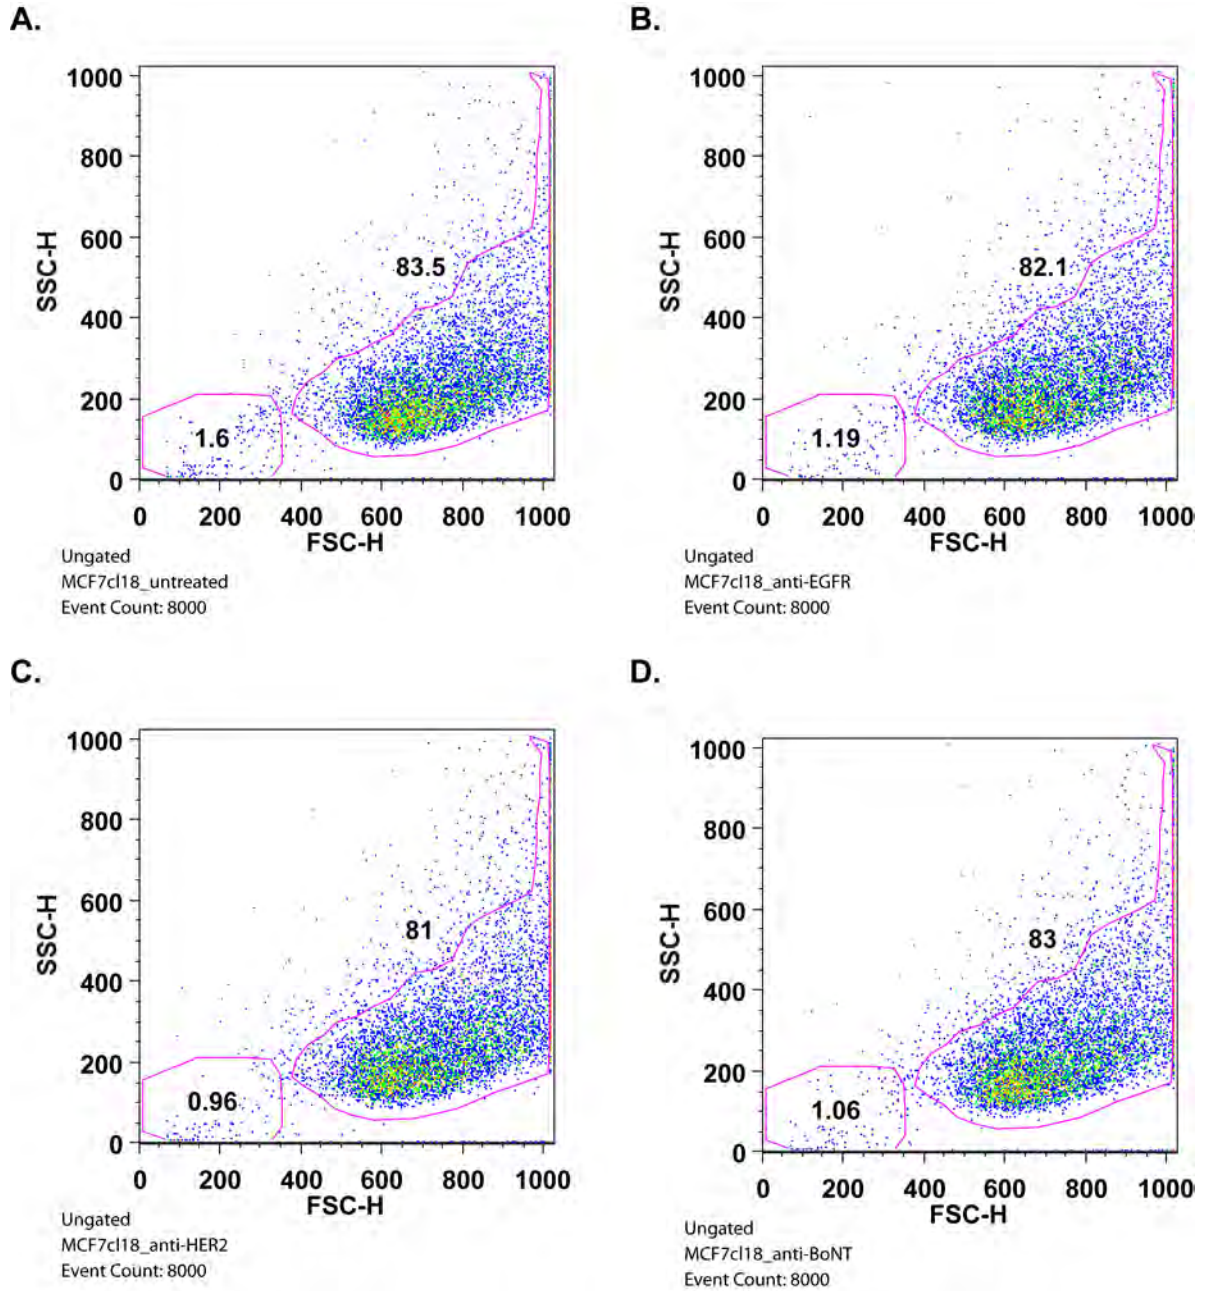 A.
1000
800
600
400
200
0
SSC-H
83.5
1.6
0 200 400 600 800 1000
FSC-H
Ungated
MCF7cl18_untreated
Event Count: 8000
B.
1000
800
600
400
200
0
SSC-H
82.1
1.19
0 200 400 600 800 1000
FSC-H
Ungated
MCF7cl18_anti-EGFR
Event Count: 8000
C.
1000
800
600
400
200
0
SSC-H
81
0.96
0 200 400 600 800 1000
FSC-H
Ungated
MCF7cl18_anti-HER2
Event Count: 8000
D.
1000
800
600
400
200
0
SSC-H
83
1.06
0 200 400 600 800 1000
FSC-H
Ungated
MCF7cl18_anti-BoNT
Event Count: 8000